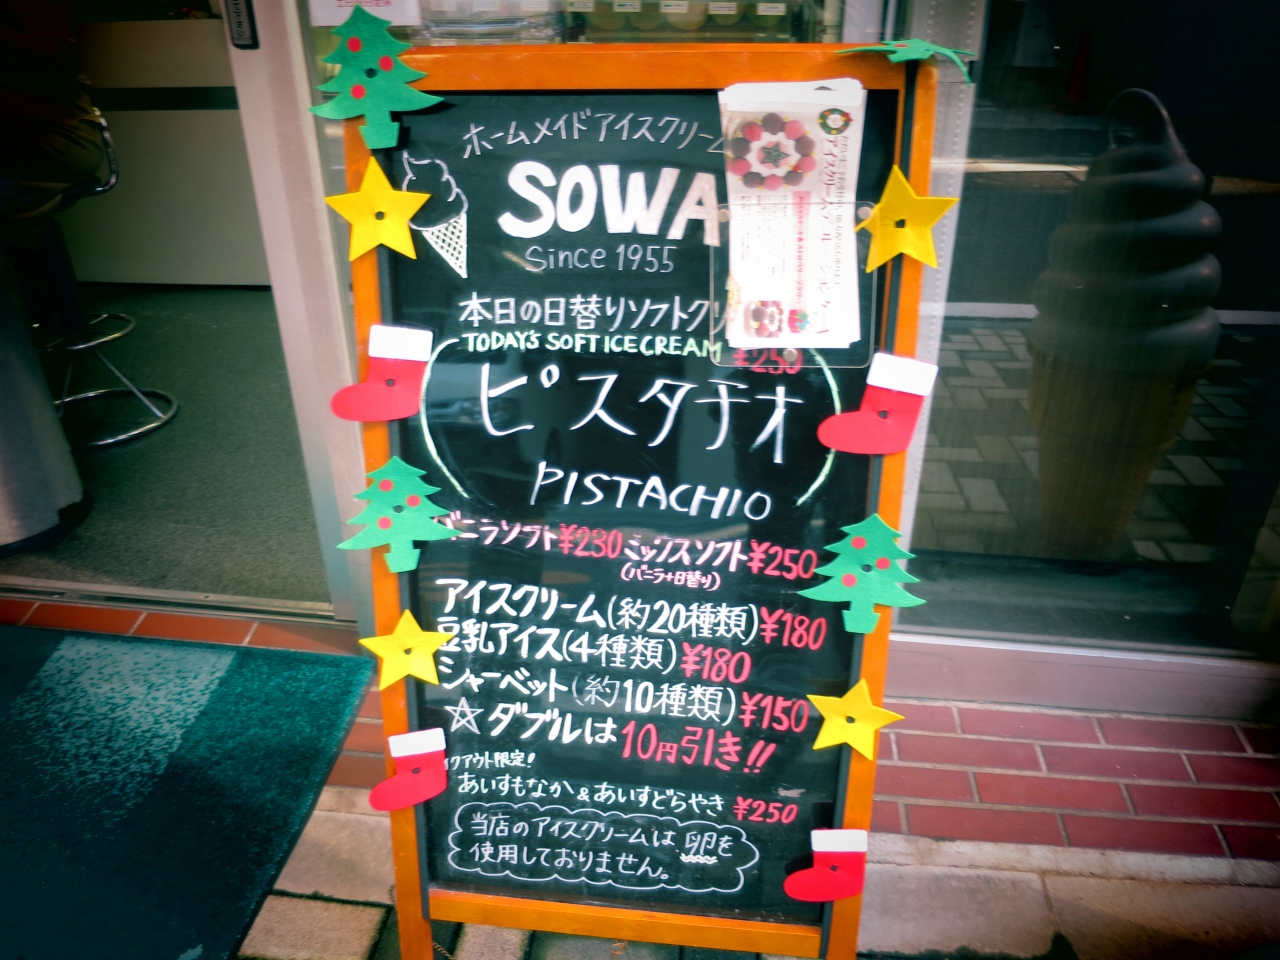 ホームメイドアイスクリーム
SOWA
Since 1955
本日の日替りソフトクリ
TODAY'S SOFT ICE CREAM ¥250
ピスタチオ
PISTACHIO
バニラソフト¥230 ミックスソフト¥250
(バニラ+日替り)
アイスクリーム(約20種類)¥180
豆乳アイス(4種類)¥180
シャーベット(約10種類)¥150
☆ダブルは10円引き!!
イクアウト限定!
あいすもなか&あいすどらやき ¥250
当店のアイスクリームは卵を
使用しておりません。